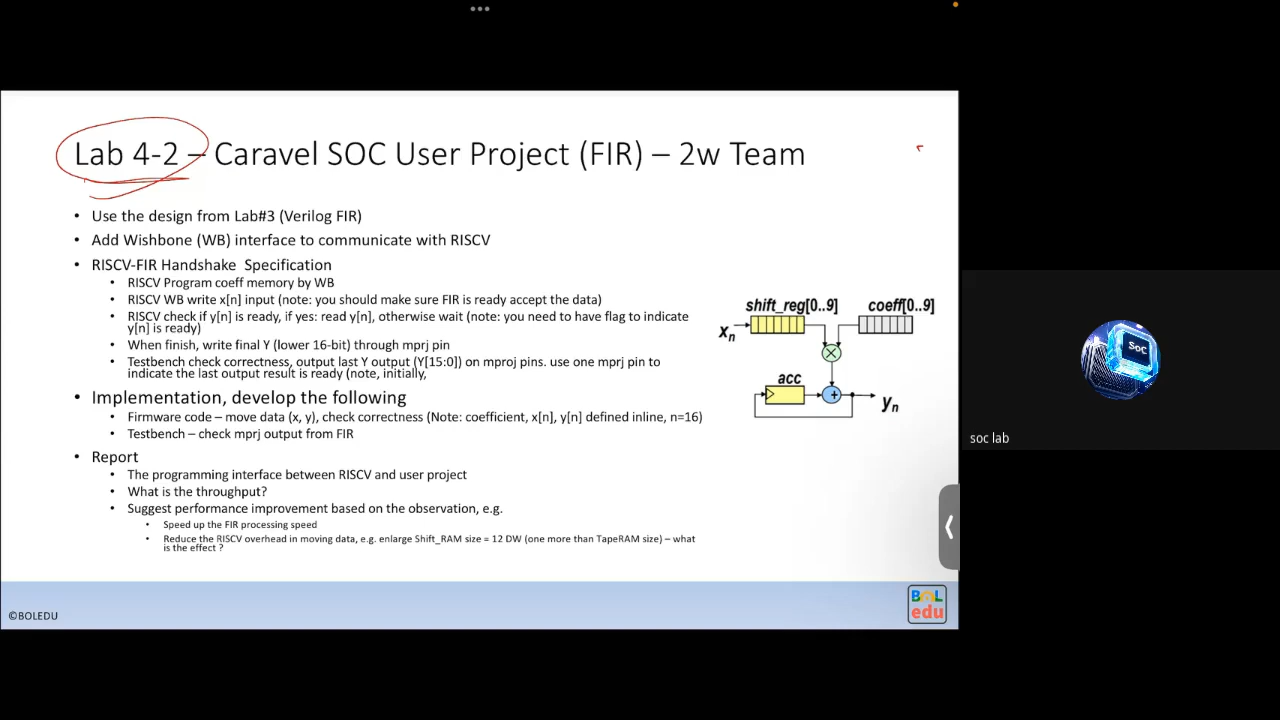 Lab 4-2 – Caravel SOC User Project (FIR) – 2w Team
• Use the design from Lab#3 (Verilog FIR)
• Add Wishbone (WB) interface to communicate with RISCV
• RISCV-FIR Handshake Specification
• RISCV Program coeff memory by WB
• RISCV WB write x[n] input (note: you should make sure FIR is ready accept the data)
• RISCV check if y[n] is ready, if yes: read y[n], otherwise wait (note: you need to have flag to indicate
y[n] is ready)
• When finish, write final Y (lower 16-bit) through mprj pin
• Testbench check correctness, output last Y output (Y[15:0]) on mproj pins. use one mprj pin to
indicate the last output result is ready (note, initially,
• Implementation, develop the following
• Firmware code – move data (x, y), check correctness (Note: coefficient, x[n], y[n] defined inline, n=16)
• Testbench – check mprj output from FIR
• Report
• The programming interface between RISCV and user project
• What is the throughput?
• Suggest performance improvement based on the observation, e.g.
• Speed up the FIR processing speed
• Reduce the RISCV overhead in moving data, e.g. enlarge Shift_RAM size = 12 DW (one more than TapeRAM size) – what
is the effect ?
shift_reg[0..9]
coeff[0..9]
xn
acc
yn
©BOLEDU
BOL
edu
SoC
soc lab